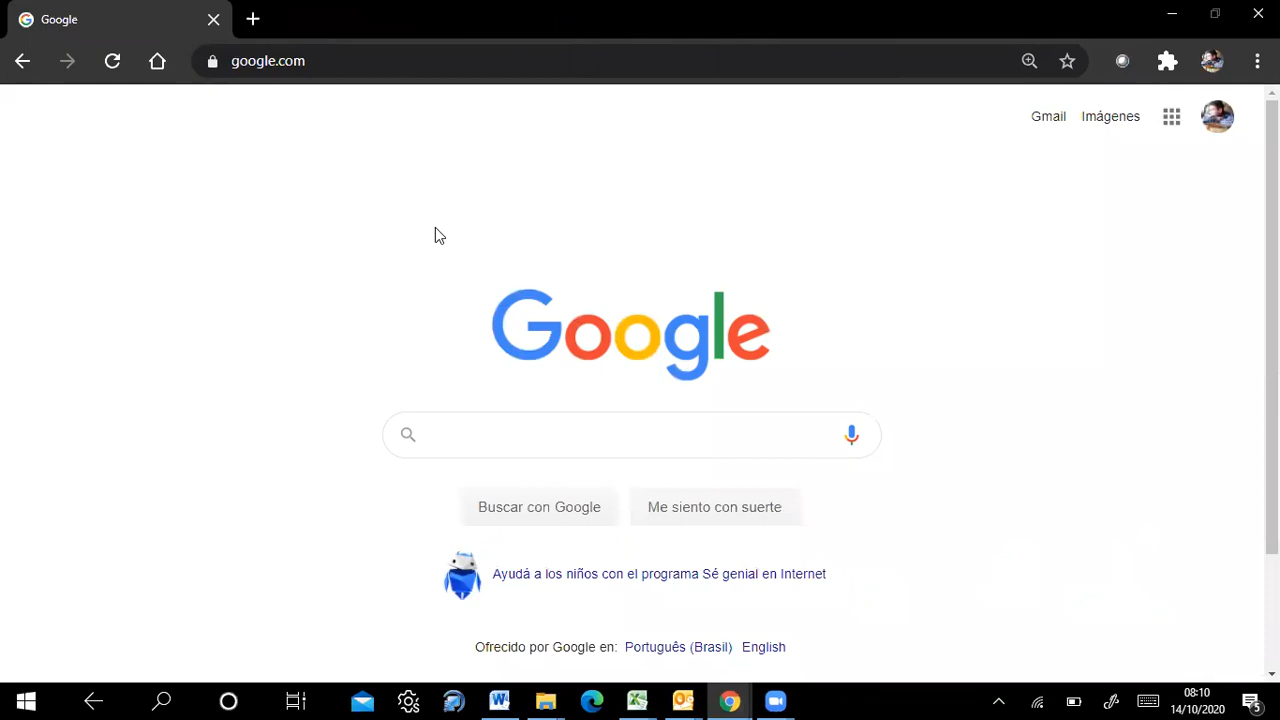 Google
google.com
Gmail Imágenes
Google
Buscar con Google Me siento con suerte
Ayudá a los niños con el programa Sé genial en Internet
Ofrecido por Google en: Português (Brasil) English
08:10
14/10/2020
5